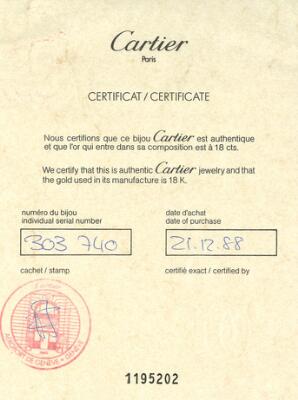 Cartier
Paris
CERTIFICAT / CERTIFICATE
Nous certifions que ce bijou Cartier est authentique
et que l'or qui entre dans sa composition est à 18 cts.
We certify that this is authentic Cartier jewelry and that
the gold used in its manufacture is 18 K.
numéro du bijou
individual serial number
date d'achat
date of purchase
303 740
21.12.88
cachet / stamp
certifié exact / certified by
Cartier
AEROPORT DE GENÈVE - GENÈVE
1195202